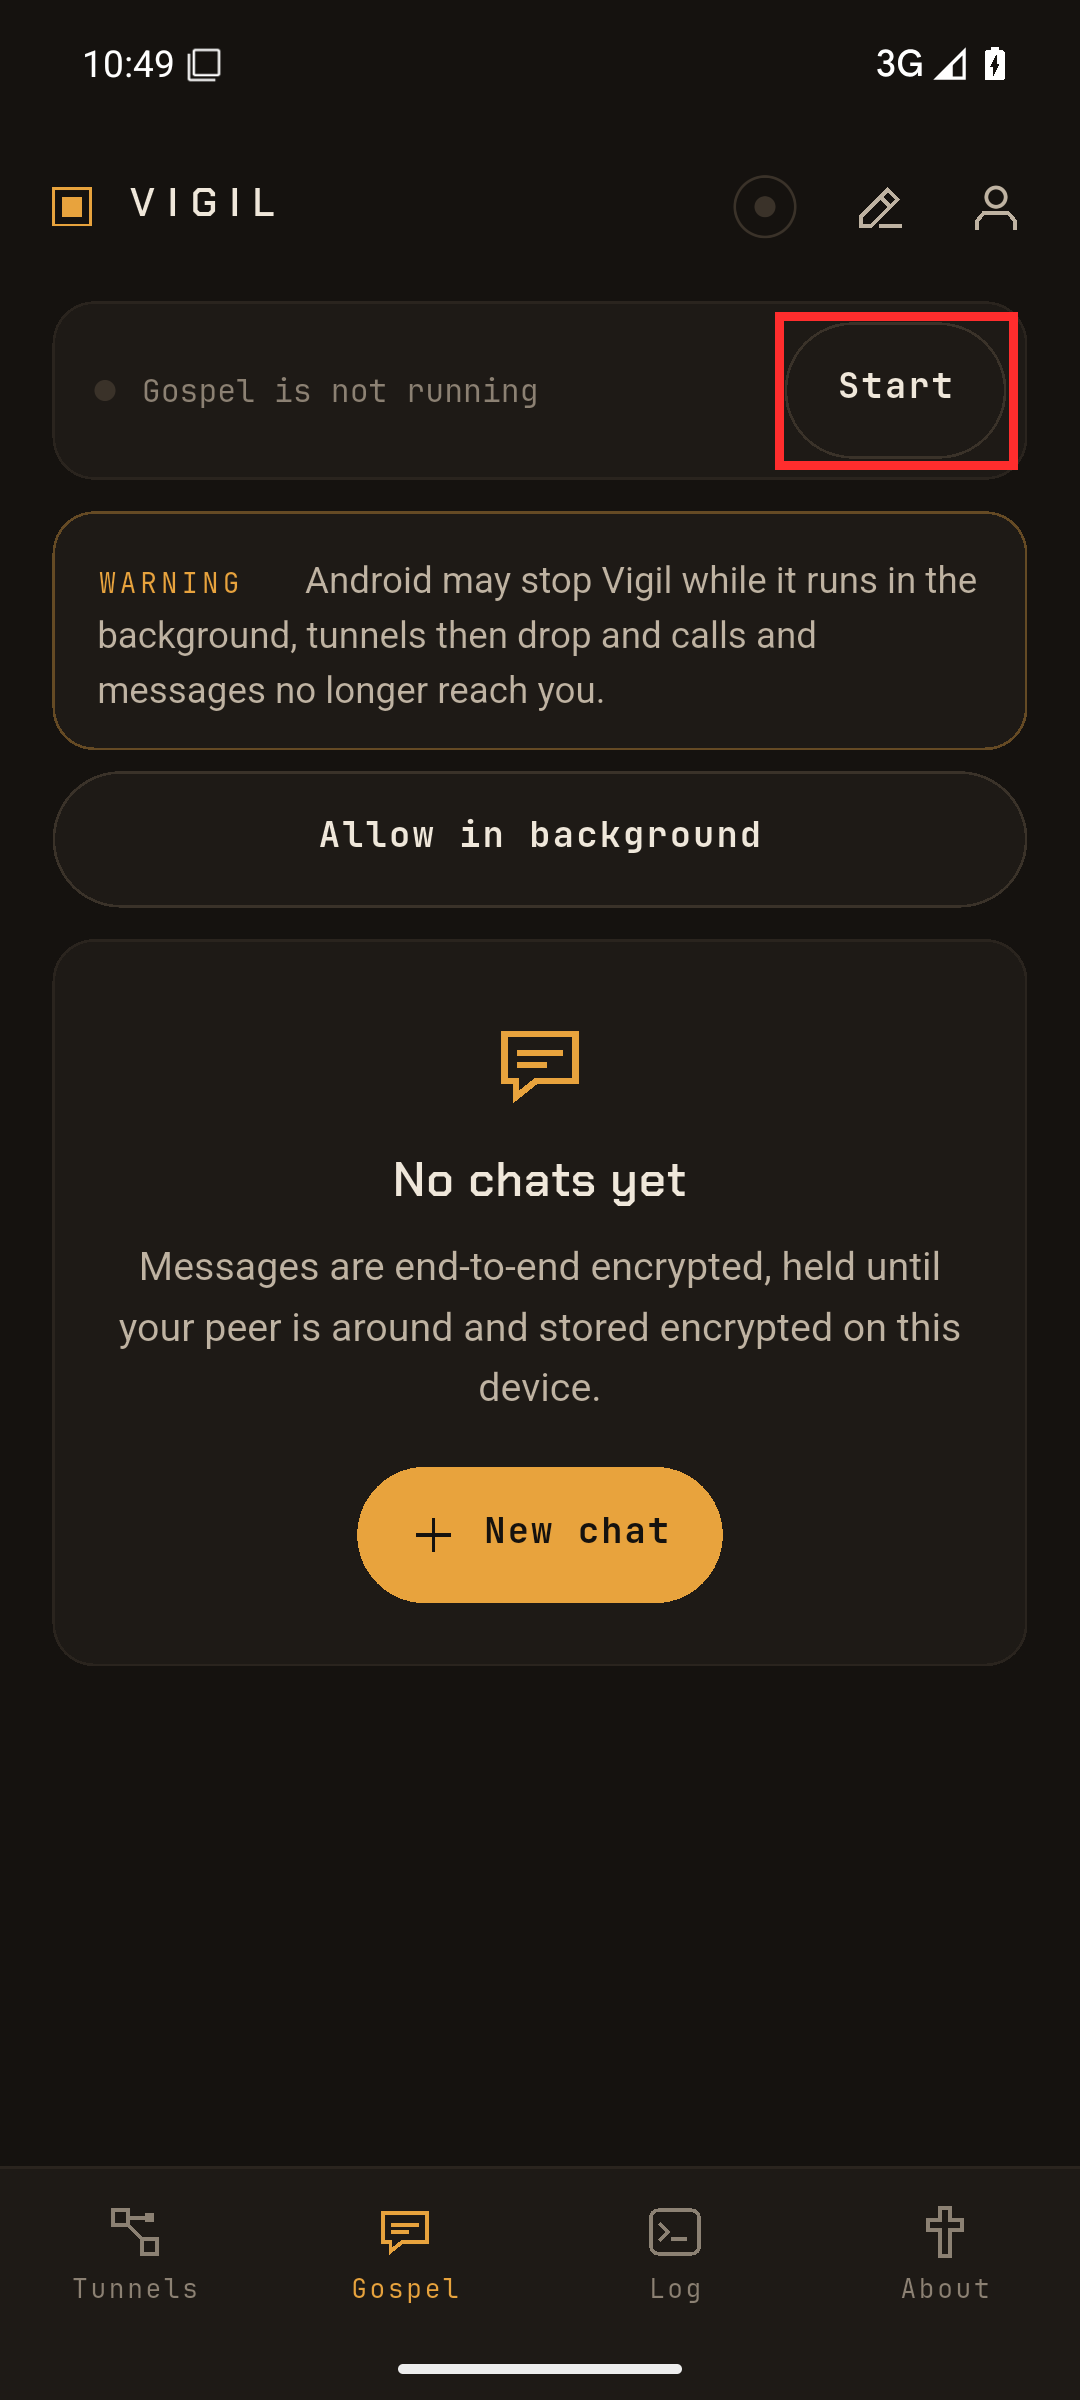 10:49
3G
VIGIL
Gospel is not running
Start
WARNING Android may stop Vigil while it runs in the
background, tunnels then drop and calls and
messages no longer reach you.
Allow in background
No chats yet
Messages are end-to-end encrypted, held until
your peer is around and stored encrypted on this
device.
New chat
Tunnels
Gospel
Log
About